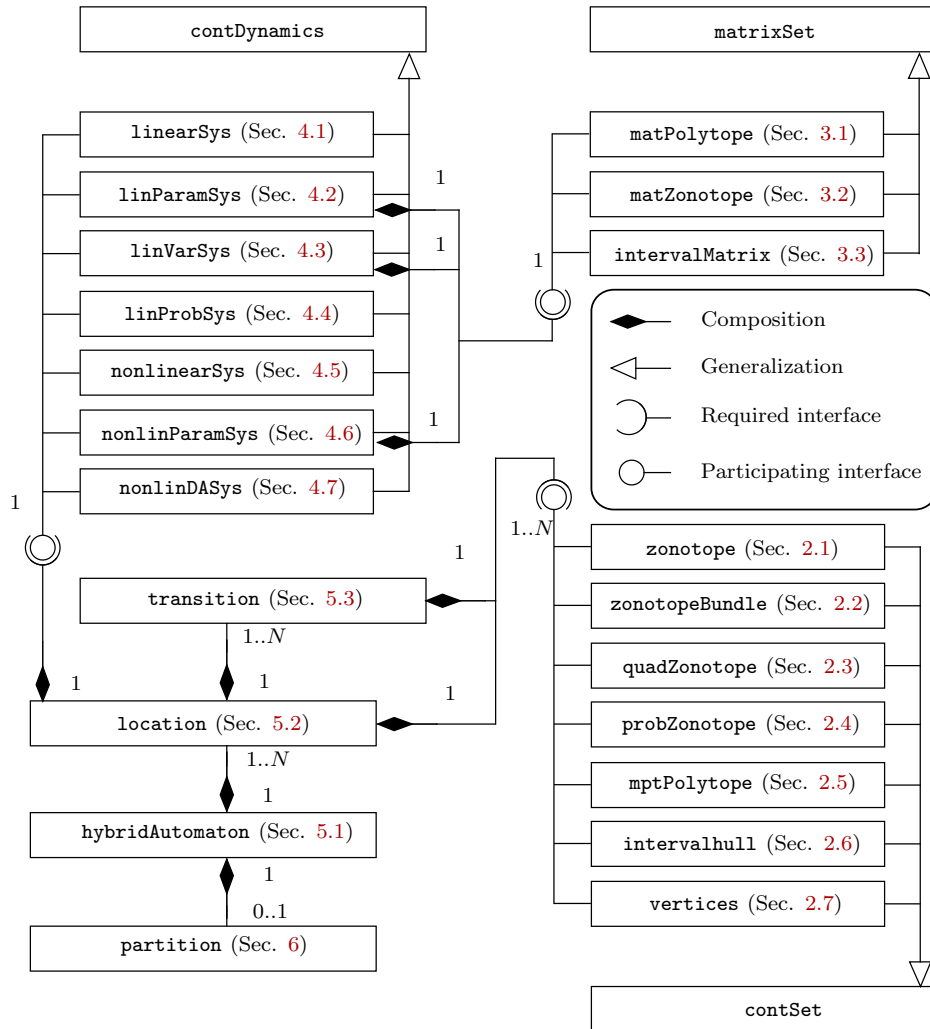 contDynamics
matrixSet
linearSys (Sec. 4.1)
linParamSys (Sec. 4.2)
linVarSys (Sec. 4.3)
linProbSys (Sec. 4.4)
nonlinearSys (Sec. 4.5)
nonlinParamSys (Sec. 4.6)
nonlinDASys (Sec. 4.7)
1
1
1
1
1
matPolytope (Sec. 3.1)
matZonotope (Sec. 3.2)
intervalMatrix (Sec. 3.3)
Composition
Generalization
Required interface
Participating interface
1..N
1
transition (Sec. 5.3)
1..N
1
1
1
location (Sec. 5.2)
1..N
1
hybridAutomaton (Sec. 5.1)
1
0..1
partition (Sec. 6)
zonotope (Sec. 2.1)
zonotopeBundle (Sec. 2.2)
quadZonotope (Sec. 2.3)
probZonotope (Sec. 2.4)
mptPolytope (Sec. 2.5)
intervalhull (Sec. 2.6)
vertices (Sec. 2.7)
contSet